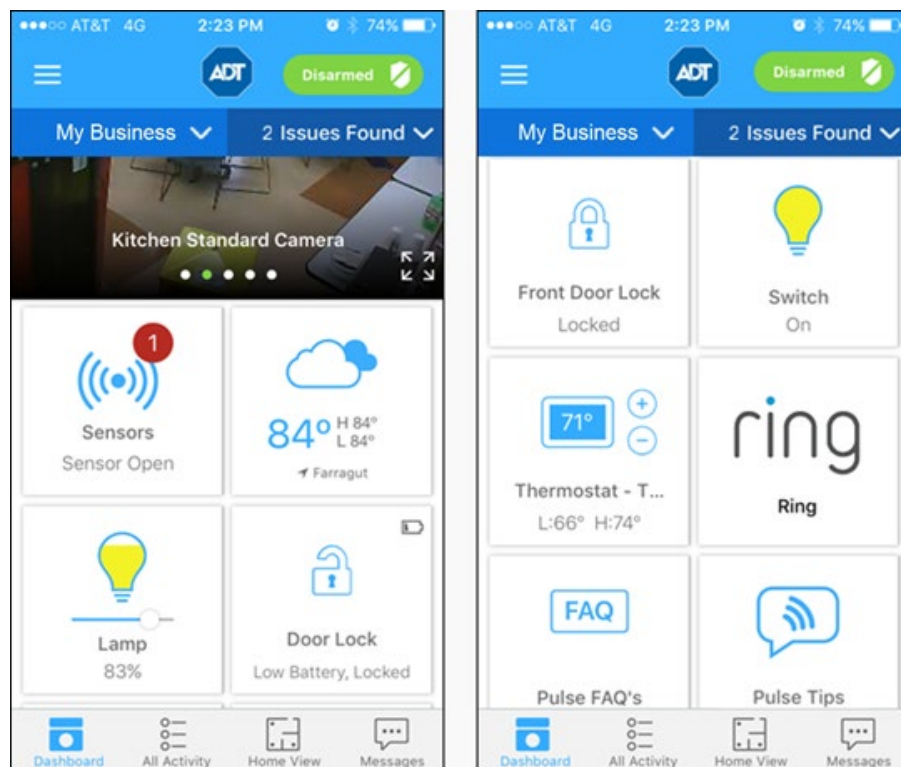 AT&T 4G 2:23 PM 74%
ADT
Disarmed
My Business
2 Issues Found
Kitchen Standard Camera
1
Sensors
Sensor Open
84° H 84°
L 84°
Farragut
Lamp
83%
Door Lock
Low Battery, Locked
Dashboard
All Activity
Home View
Messages
AT&T 4G 2:23 PM 74%
ADT
Disarmed
My Business
2 Issues Found
Front Door Lock
Locked
Switch
On
71°
Thermostat - T...
L:66° H:74°
ring
Ring
FAQ
Pulse FAQ's
Pulse Tips
Dashboard
All Activity
Home View
Messages